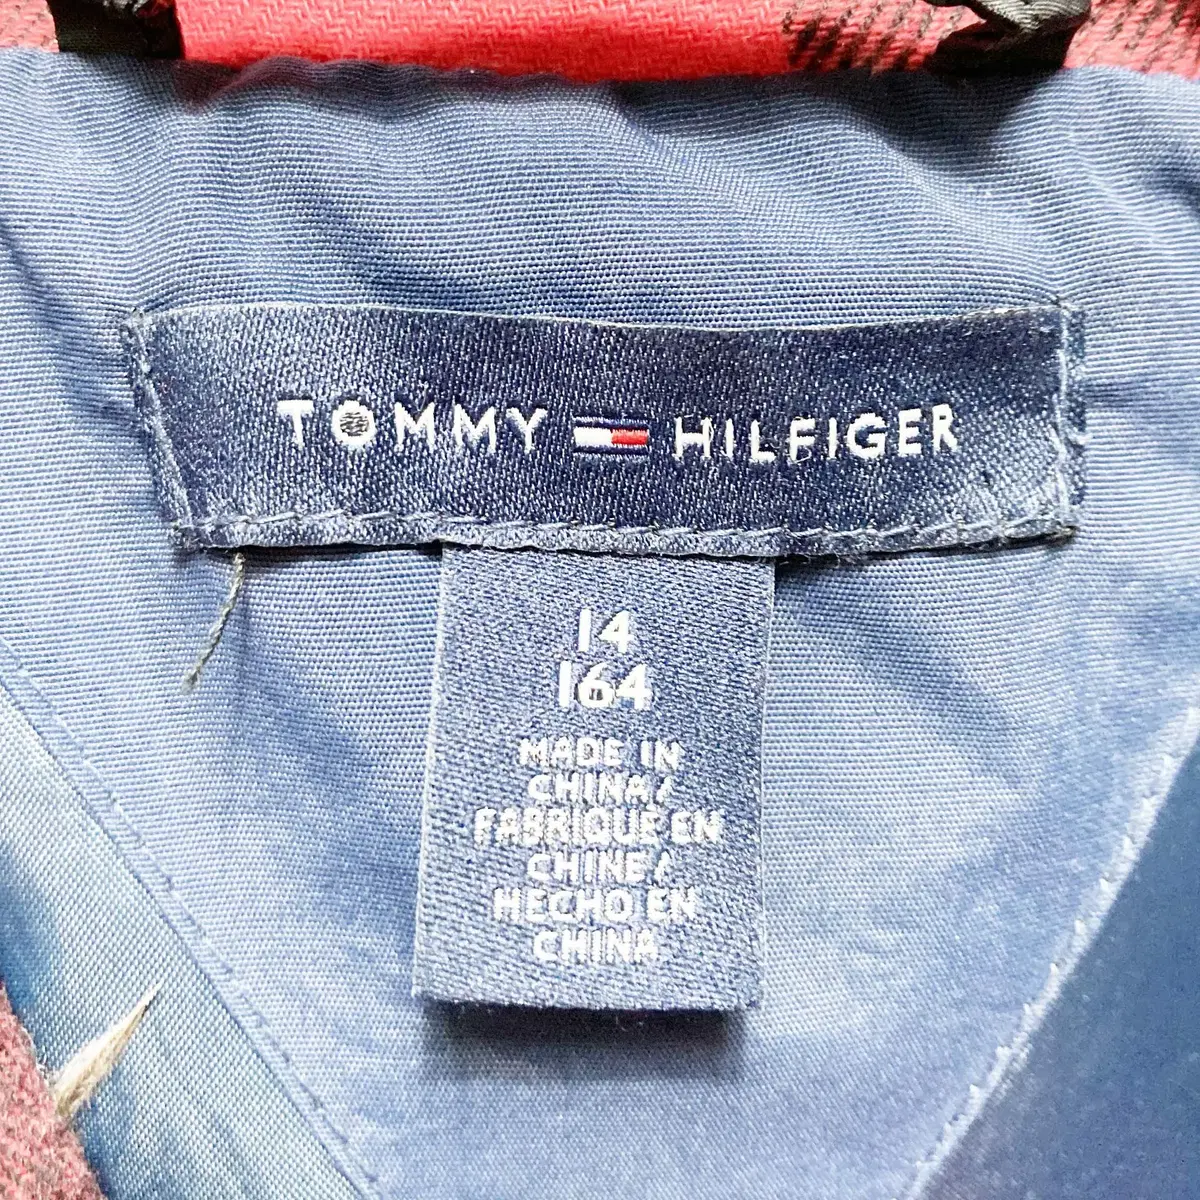 TOMMY HILFIGER
14
164
MADE IN
CHINA/
FABRIQUE EN
CHINE/
HECHO EN
CHINA